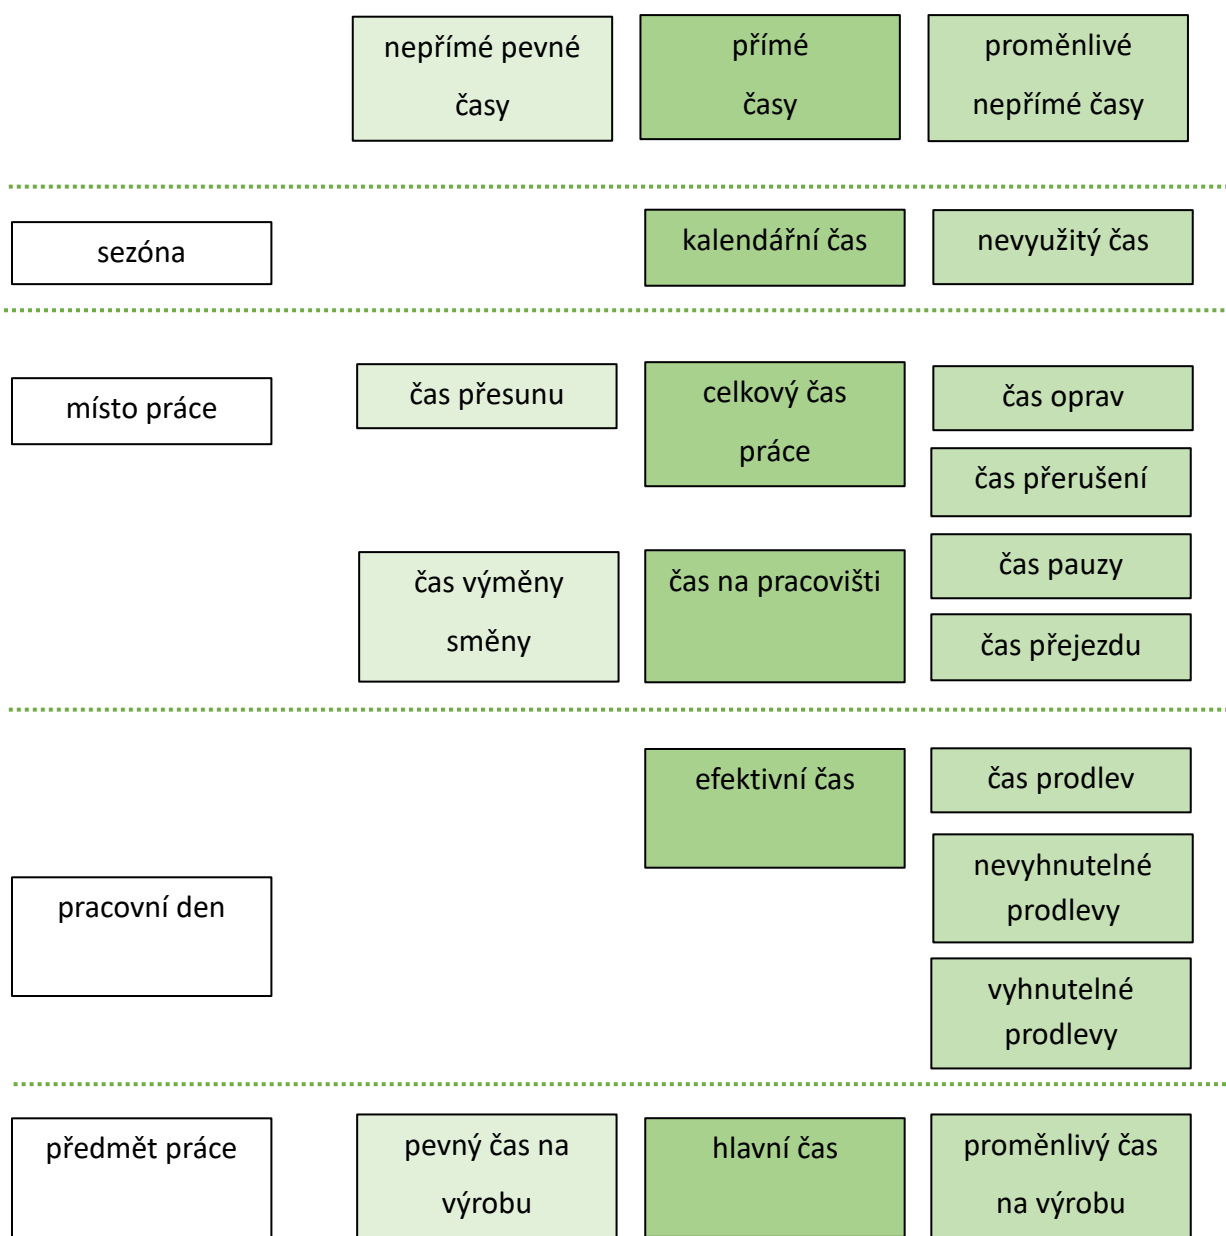 nepřímé pevné
časy
přímé
časy
proměnlivé
nepřímé časy
sezóna
kalendářní čas
nevyužitý čas
místo práce
čas přesunu
celkový čas
práce
čas oprav
čas přerušení
čas výměny
směny
čas na pracovišti
čas pauzy
čas přejezdu
pracovní den
efektivní čas
čas prodlev
nevyhnutelné
prodlevy
vyhnutelné
prodlevy
předmět práce
pevný čas na
výrobu
hlavní čas
proměnlivý čas
na výrobu